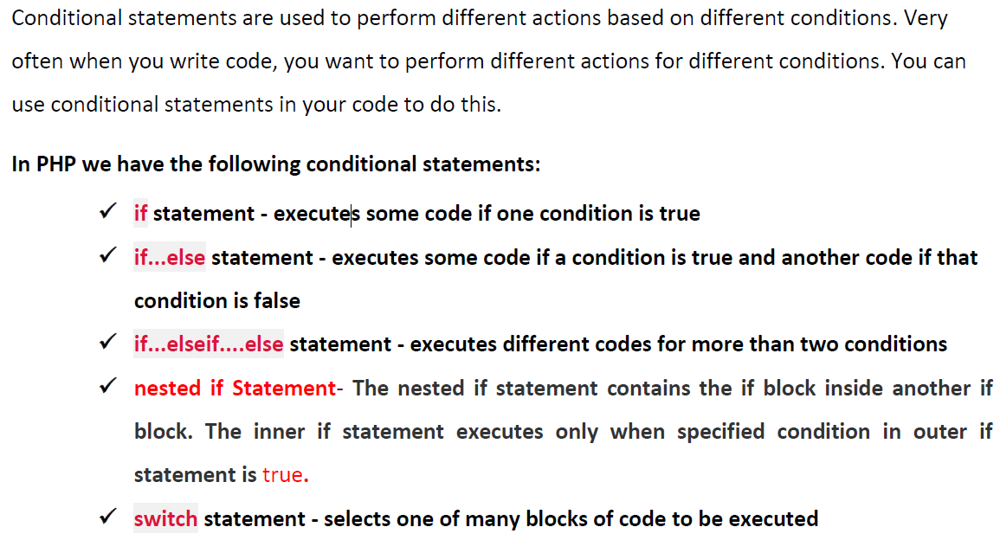 Conditional statements are used to perform different actions based on different conditions. Very
often when you write code, you want to perform different actions for different conditions. You can
use conditional statements in your code to do this.
In PHP we have the following conditional statements:
✓ if statement - executes some code if one condition is true
✓ if...else statement - executes some code if a condition is true and another code if that
condition is false
✓ if...elseif....else statement - executes different codes for more than two conditions
✓ nested if Statement- The nested if statement contains the if block inside another if
block. The inner if statement executes only when specified condition in outer if
statement is true.
✓ switch statement - selects one of many blocks of code to be executed